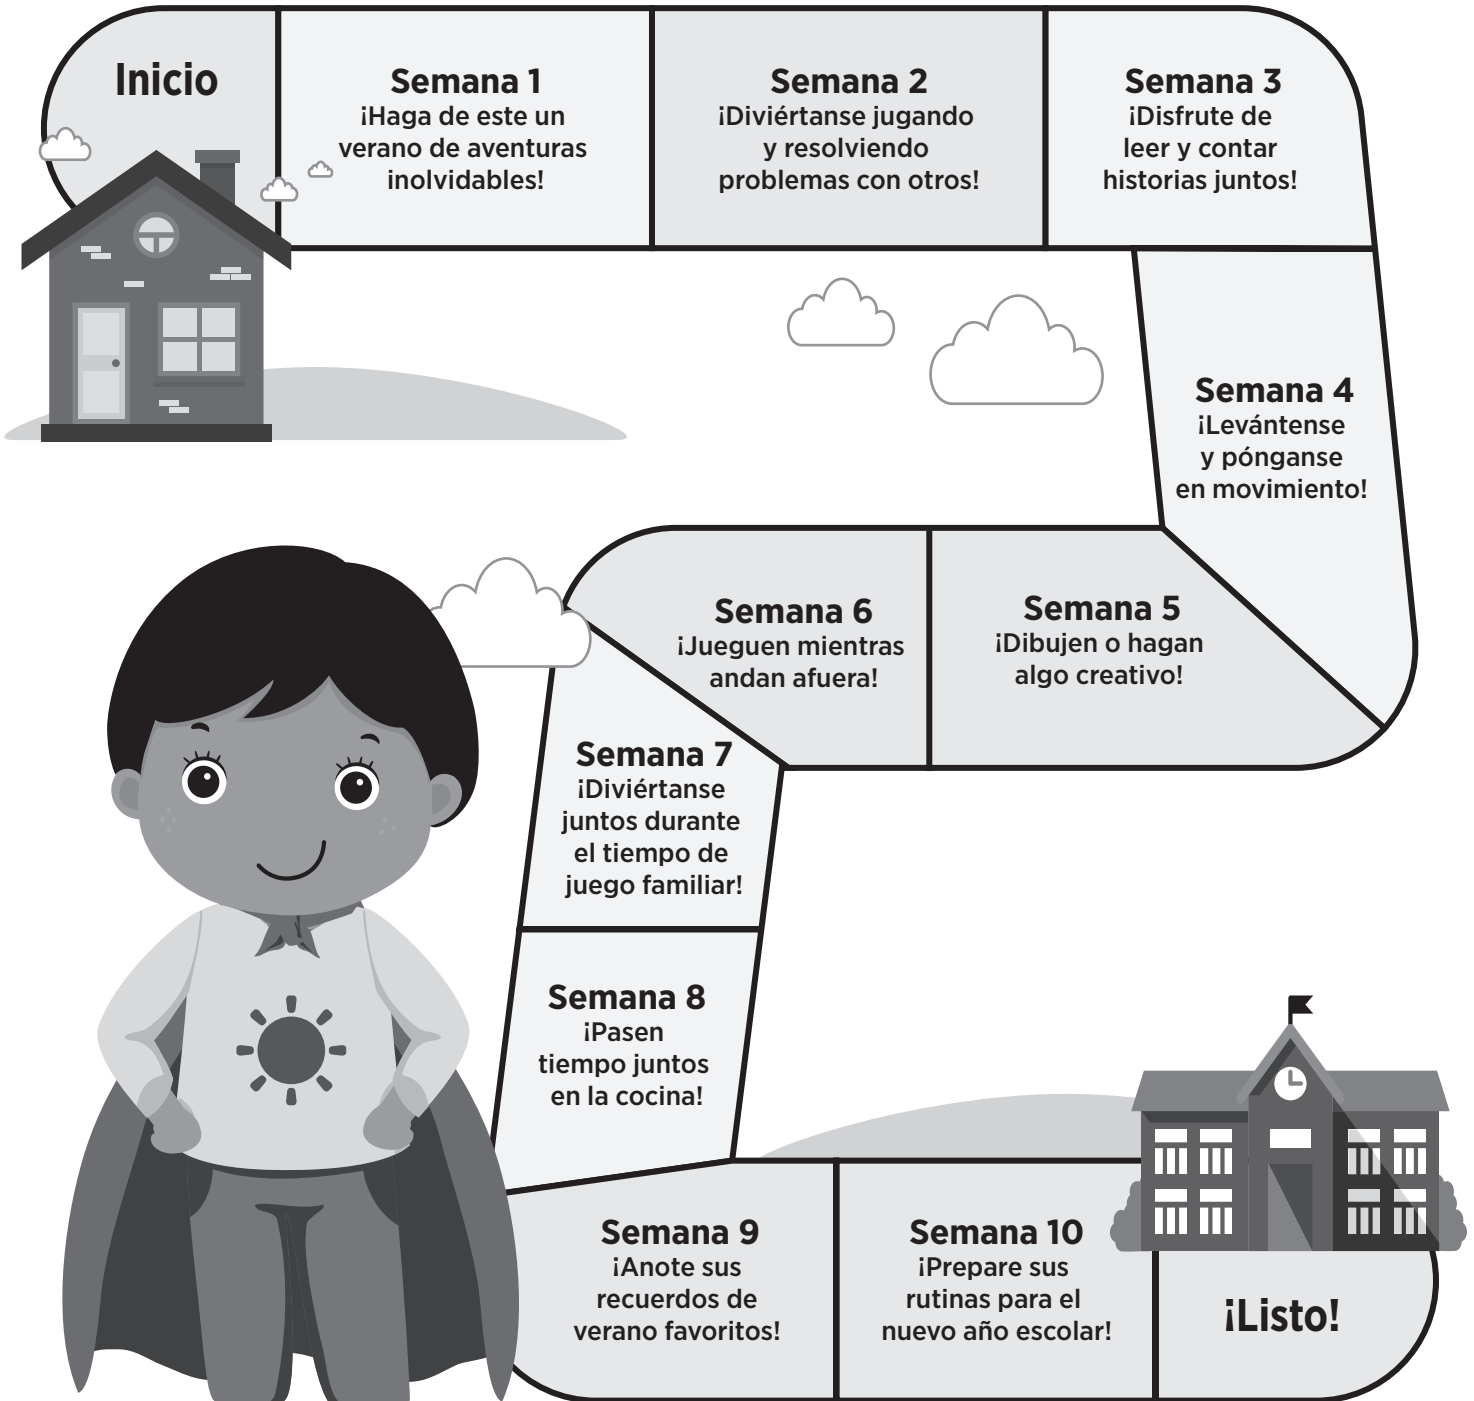 Inicio
Semana 1
¡Haga de este un
verano de aventuras
inolvidables!
Semana 2
¡Diviértanse jugando
y resolviendo
problemas con otros!
Semana 3
¡Disfrute de
leer y contar
historias juntos!
Semana 4
¡Levántense
y pónganse
en movimiento!
Semana 5
¡Dibujen o hagan
algo creativo!
Semana 6
¡Jueguen mientras
andan afuera!
Semana 7
¡Diviértanse
juntos durante
el tiempo de
juego familiar!
Semana 8
¡Pasen
tiempo juntos
en la cocina!
Semana 9
¡Anote sus
recuerdos de
verano favoritos!
Semana 10
¡Prepare sus
rutinas para el
nuevo año escolar!
¡Listo!